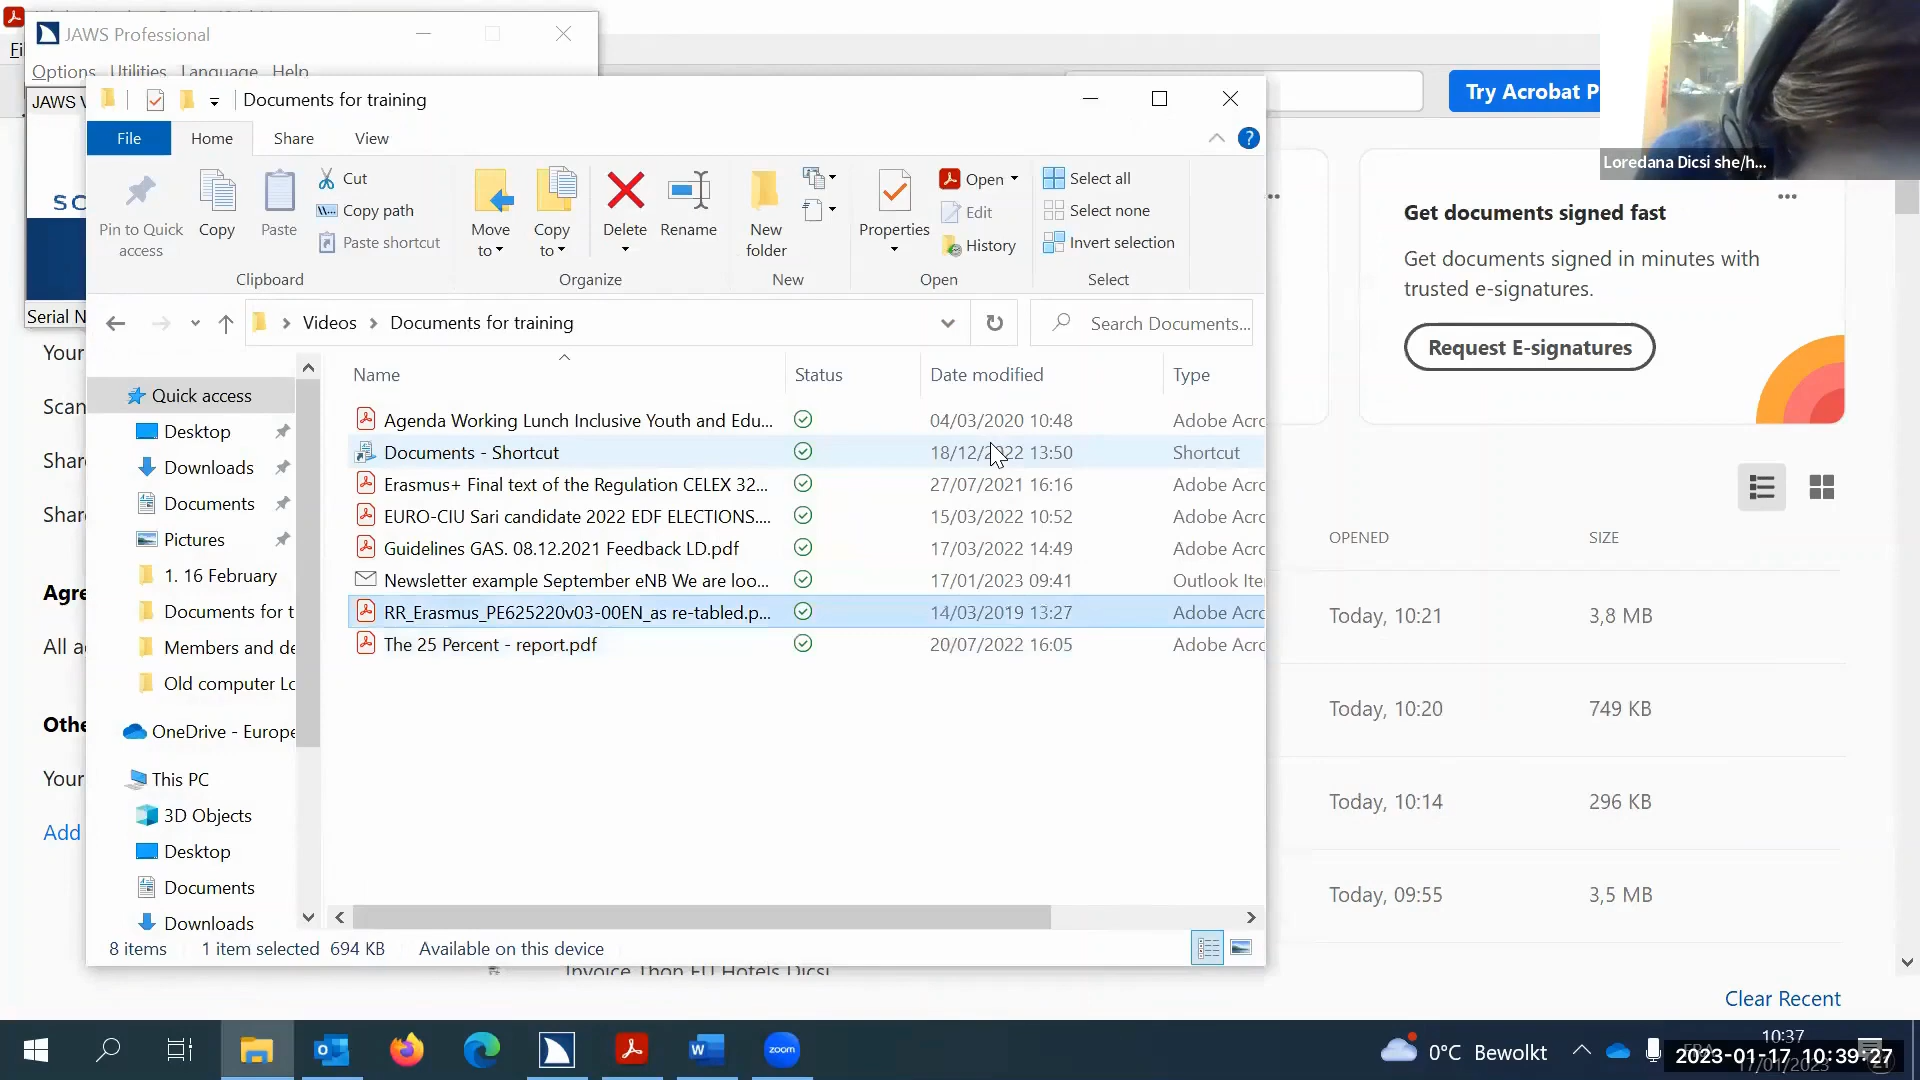 JAWS Professional
Options Utilities Language Help
JAWS V
Serial N
Documents for training
File Home Share View
Pin to Quick access
Copy
Paste
Cut
Copy path
Paste shortcut
Clipboard
Move to
Copy to
Delete
Rename
Organize
New folder
New
Properties
Open
Edit
History
Open
Select all
Select none
Invert selection
Select
Videos Documents for training
Search Documents...
Quick access
Desktop
Downloads
Documents
Pictures
1. 16 February
Documents for t
Members and de
Old computer Lo
OneDrive - Europe
This PC
3D Objects
Desktop
Documents
Downloads
Name Status Date modified Type
Agenda Working Lunch Inclusive Youth and Edu... 04/03/2020 10:48 Adobe Acro
Documents - Shortcut 18/12/2022 13:50 Shortcut
Erasmus+ Final text of the Regulation CELEX 32... 27/07/2021 16:16 Adobe Acro
EURO-CIU Sari candidate 2022 EDF ELECTIONS.... 15/03/2022 10:52 Adobe Acro
Guidelines GAS. 08.12.2021 Feedback LD.pdf 17/03/2022 14:49 Adobe Acro
Newsletter example September eNB We are loo... 17/01/2023 09:41 Outlook Ite
RR_Erasmus_PE625220v03-00EN_as re-tabled.p... 14/03/2019 13:27 Adobe Acro
The 25 Percent - report.pdf 20/07/2022 16:05 Adobe Acro
8 items 1 item selected 694 KB Available on this device
Your
Scan
Shar
Shar
Agre
All a
Othe
Your
Add
Try Acrobat P
Loredana Dicsi she/h...
Get documents signed fast
Get documents signed in minutes with
trusted e-signatures.
Request E-signatures
OPENED SIZE
Today, 10:21 3,8 MB
Today, 10:20 749 KB
Today, 10:14 296 KB
Today, 09:55 3,5 MB
Invoice Thon EU Hotels Dicsi
Clear Recent
zoom
0°C Bewolkt
10:37
2023-01-17 10:39:27
17/01/2023
21